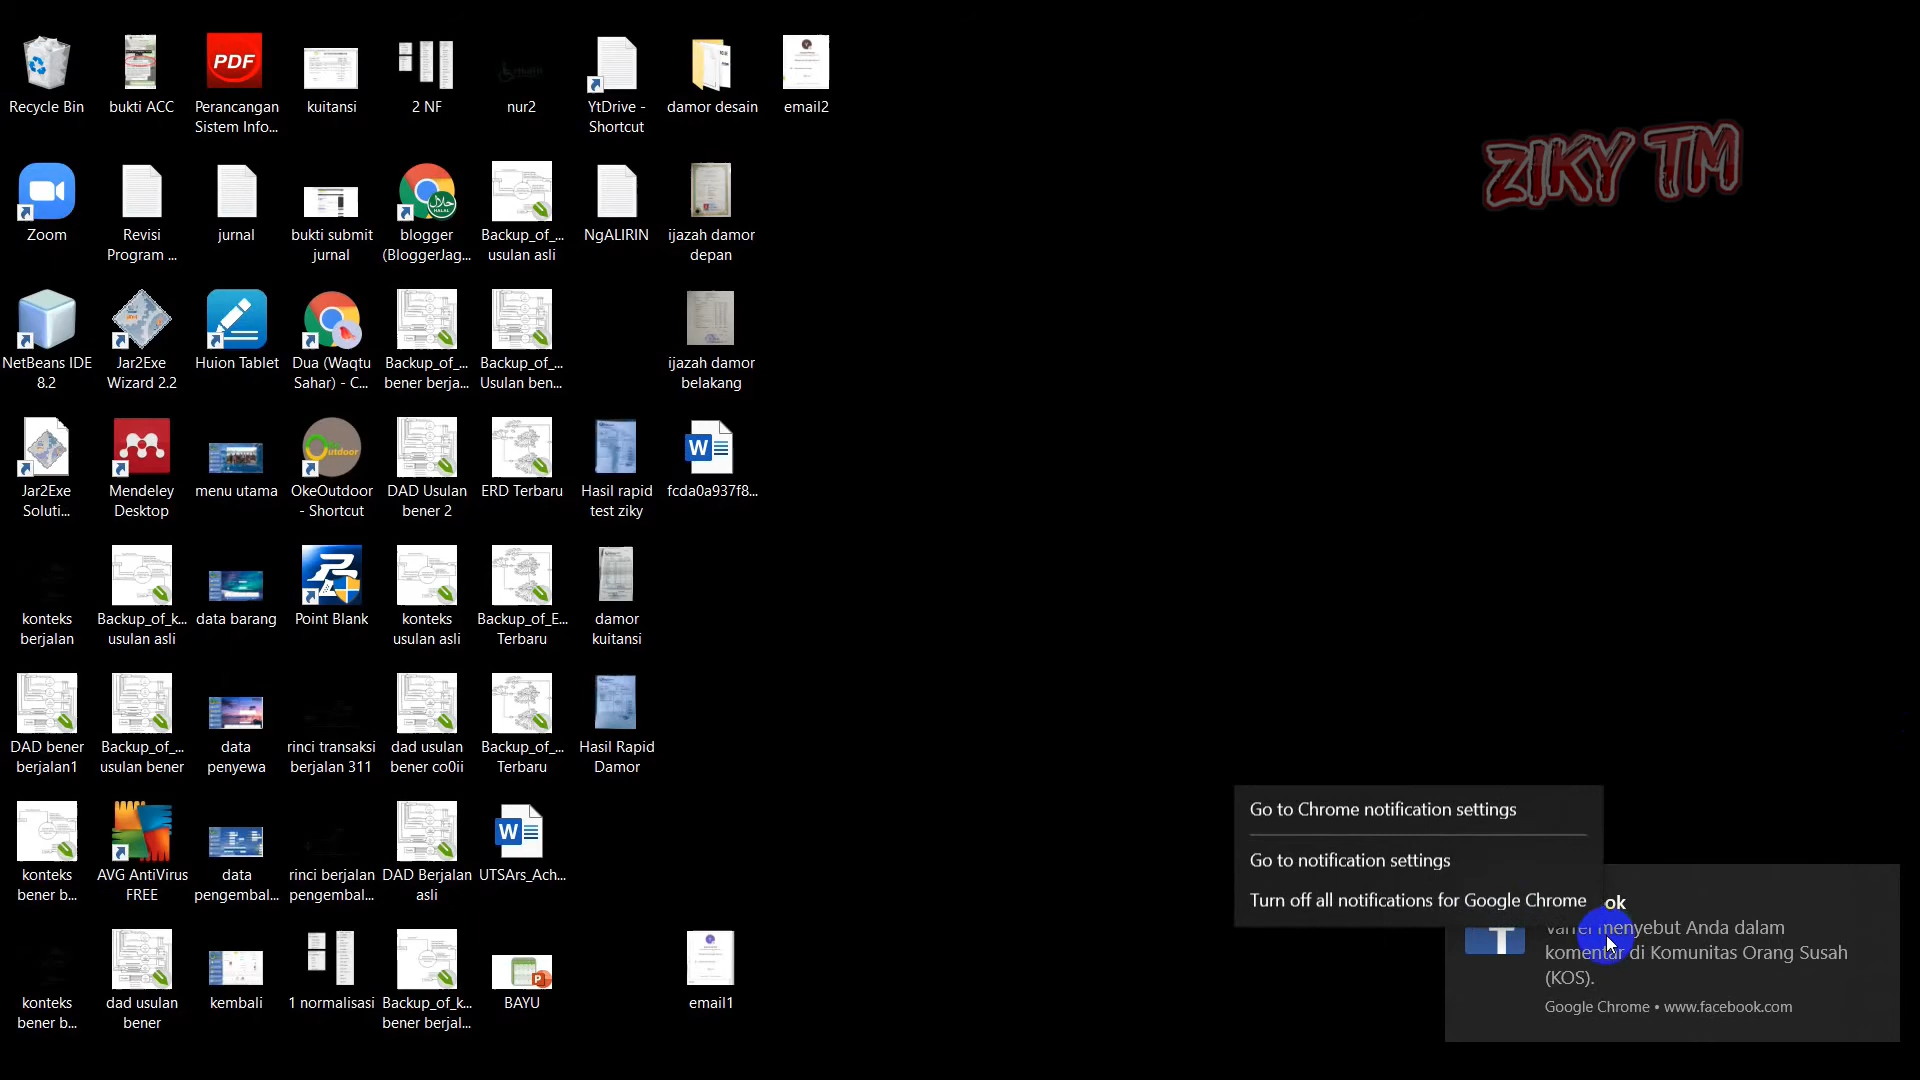 Recycle Bin
bukti ACC
PDF
Perancangan
Sistem Info...
kuitansi
2 NF
nur2
YtDrive -
Shortcut
damor desain
email2
ZIKY TM
Zoom
Revisi
Program ...
jurnal
bukti submit
jurnal
blogger
(BloggerJag...
Backup_of_...
usulan asli
NgALIRIN
ijazah damor
depan
NetBeans IDE
8.2
Jar2Exe
Wizard 2.2
Huion Tablet
Dua (Waqtu
Sahar) - C...
Backup_of_...
bener berja...
Backup_of_...
Usulan ben...
ijazah damor
belakang
Jar2Exe
Soluti...
Mendeley
Desktop
menu utama
OkeOutdoor
- Shortcut
DAD Usulan
bener 2
ERD Terbaru
Hasil rapid
test ziky
W
fcda0a937f8...
konteks
berjalan
Backup_of_k...
usulan asli
data barang
Point Blank
konteks
usulan asli
Backup_of_E...
Terbaru
damor
kuitansi
DAD bener
berjalan1
Backup_of_...
usulan bener
data
penyewa
rinci transaksi
berjalan 311
dad usulan
bener co0ii
Backup_of_...
Terbaru
Hasil Rapid
Damor
konteks
bener b...
AVG AntiVirus
FREE
data
pengembal...
rinci berjalan
pengembal...
DAD Berjalan
asli
W
UTSArs_Ach...
konteks
bener b...
dad usulan
bener
kembali
1 normalisasi
Backup_of_k...
bener berjal...
P
BAYU
email1
Go to Chrome notification settings
Go to notification settings
Turn off all notifications for Google Chrome
ok
menyebut Anda dalam
komentar di Komunitas Orang Susah
(KOS).
Google Chrome • www.facebook.com